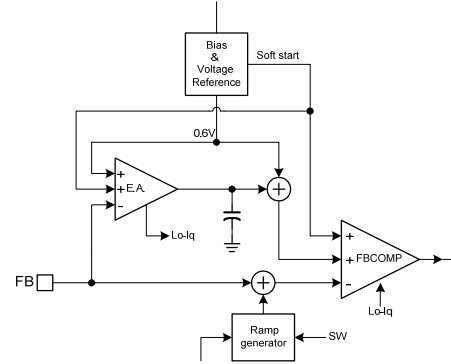 Bias
&
Voltage
Reference
Soft start
0.6V
+
+ E.A.
-
+
Lo-Iq
+
+ FBCOMP
-
FB
+
Lo-Iq
Ramp
generator
SW